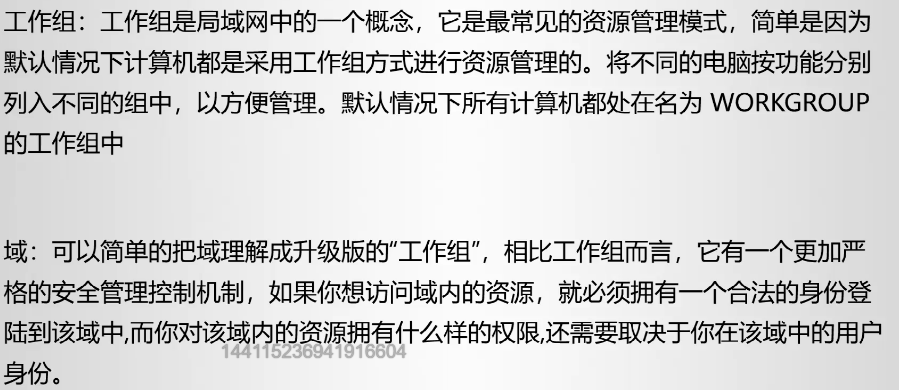 工作组：工作组是局域网中的一个概念，它是最常见的资源管理模式，简单是因为
默认情况下计算机都是采用工作组方式进行资源管理的。将不同的电脑按功能分别
列入不同的组中，以方便管理。默认情况下所有计算机都处在名为 WORKGROUP
的工作组中
域：可以简单的把域理解成升级版的“工作组”，相比工作组而言，它有一个更加严
格的安全管理控制机制，如果你想访问域内的资源，就必须拥有一个合法的身份登
陆到该域中,而你对该域内的资源拥有什么样的权限,还需要取决于你在该域中的用户
144115236941916604
身份。